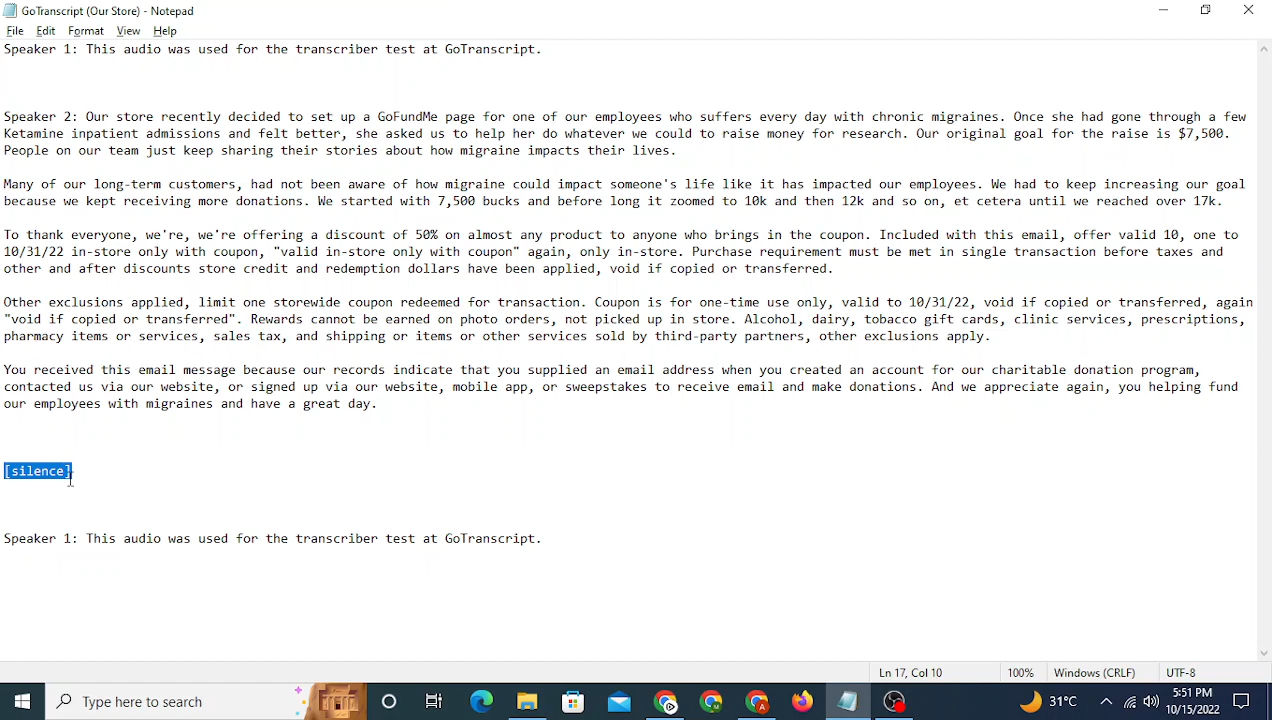 GoTranscript (Our Store) - Notepad
File Edit Format View Help
Speaker 1: This audio was used for the transcriber test at GoTranscript.
Speaker 2: Our store recently decided to set up a GoFundMe page for one of our employees who suffers every day with chronic migraines. Once she had gone through a few
Ketamine inpatient admissions and felt better, she asked us to help her do whatever we could to raise money for research. Our original goal for the raise is $7,500.
People on our team just keep sharing their stories about how migraine impacts their lives.
Many of our long-term customers, had not been aware of how migraine could impact someone's life like it has impacted our employees. We had to keep increasing our goal
because we kept receiving more donations. We started with 7,500 bucks and before long it zoomed to 10k and then 12k and so on, et cetera until we reached over 17k.
To thank everyone, we're, we're offering a discount of 50% on almost any product to anyone who brings in the coupon. Included with this email, offer valid 10, one to
10/31/22 in-store only with coupon, "valid in-store only with coupon" again, only in-store. Purchase requirement must be met in single transaction before taxes and
other and after discounts store credit and redemption dollars have been applied, void if copied or transferred.
Other exclusions applied, limit one storewide coupon redeemed for transaction. Coupon is for one-time use only, valid to 10/31/22, void if copied or transferred, again
"void if copied or transferred". Rewards cannot be earned on photo orders, not picked up in store. Alcohol, dairy, tobacco gift cards, clinic services, prescriptions,
pharmacy items or services, sales tax, and shipping or items or other services sold by third-party partners, other exclusions apply.
You received this email message because our records indicate that you supplied an email address when you created an account for our charitable donation program,
contacted us via our website, or signed up via our website, mobile app, or sweepstakes to receive email and make donations. And we appreciate again, you helping fund
our employees with migraines and have a great day.
[silence]
Speaker 1: This audio was used for the transcriber test at GoTranscript.
Ln 17, Col 10 100% Windows (CRLF) UTF-8
Type here to search 31°C 5:51 PM
10/15/2022